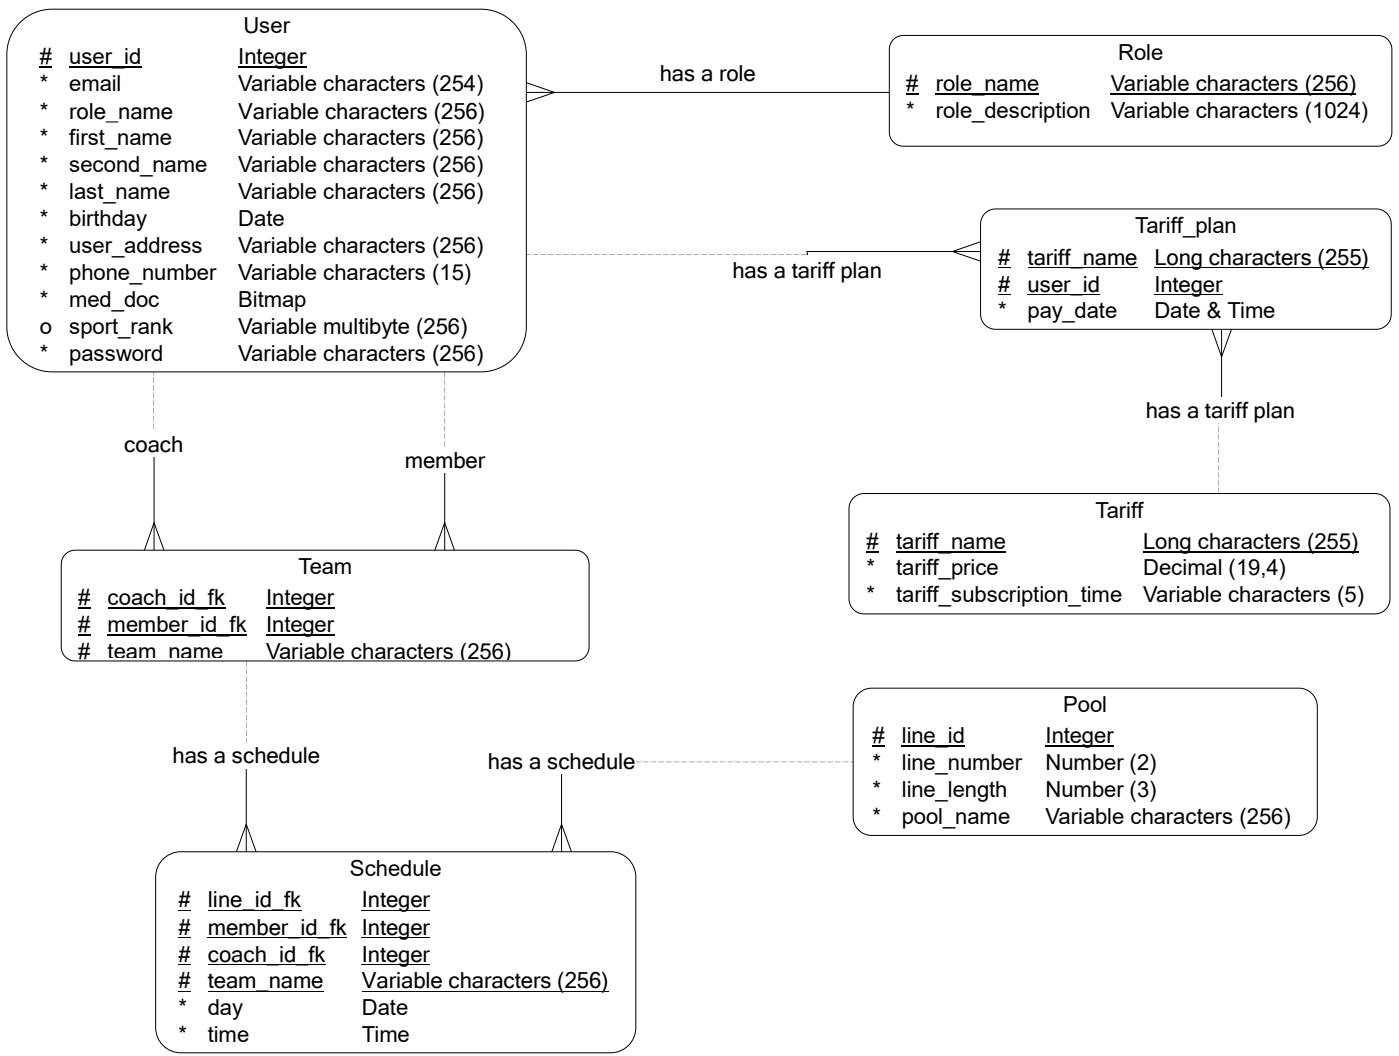 User
# user_id Integer
* email Variable characters (254)
* role_name Variable characters (256)
* first_name Variable characters (256)
* second_name Variable characters (256)
* last_name Variable characters (256)
* birthday Date
* user_address Variable characters (256)
* phone_number Variable characters (15)
* med_doc Bitmap
o sport_rank Variable multibyte (256)
* password Variable characters (256)
has a role
Role
# role_name Variable characters (256)
* role_description Variable characters (1024)
has a tariff plan
Tariff_plan
# tariff_name Long characters (255)
# user_id Integer
* pay_date Date & Time
has a tariff plan
Tariff
# tariff_name Long characters (255)
* tariff_price Decimal (19,4)
* tariff_subscription_time Variable characters (5)
coach
member
Team
# coach_id_fk Integer
# member_id_fk Integer
# team_name Variable characters (256)
has a schedule
has a schedule
Pool
# line_id Integer
* line_number Number (2)
* line_length Number (3)
* pool_name Variable characters (256)
Schedule
# line_id_fk Integer
# member_id_fk Integer
# coach_id_fk Integer
# team_name Variable characters (256)
* day Date
* time Time